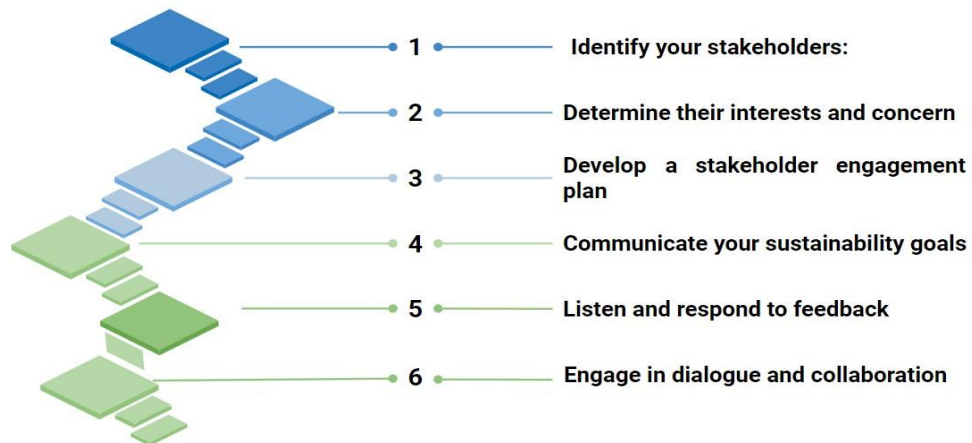 1 Identify your stakeholders:
2 Determine their interests and concern
3 Develop a stakeholder engagement
plan
4 Communicate your sustainability goals
5 Listen and respond to feedback
6 Engage in dialogue and collaboration